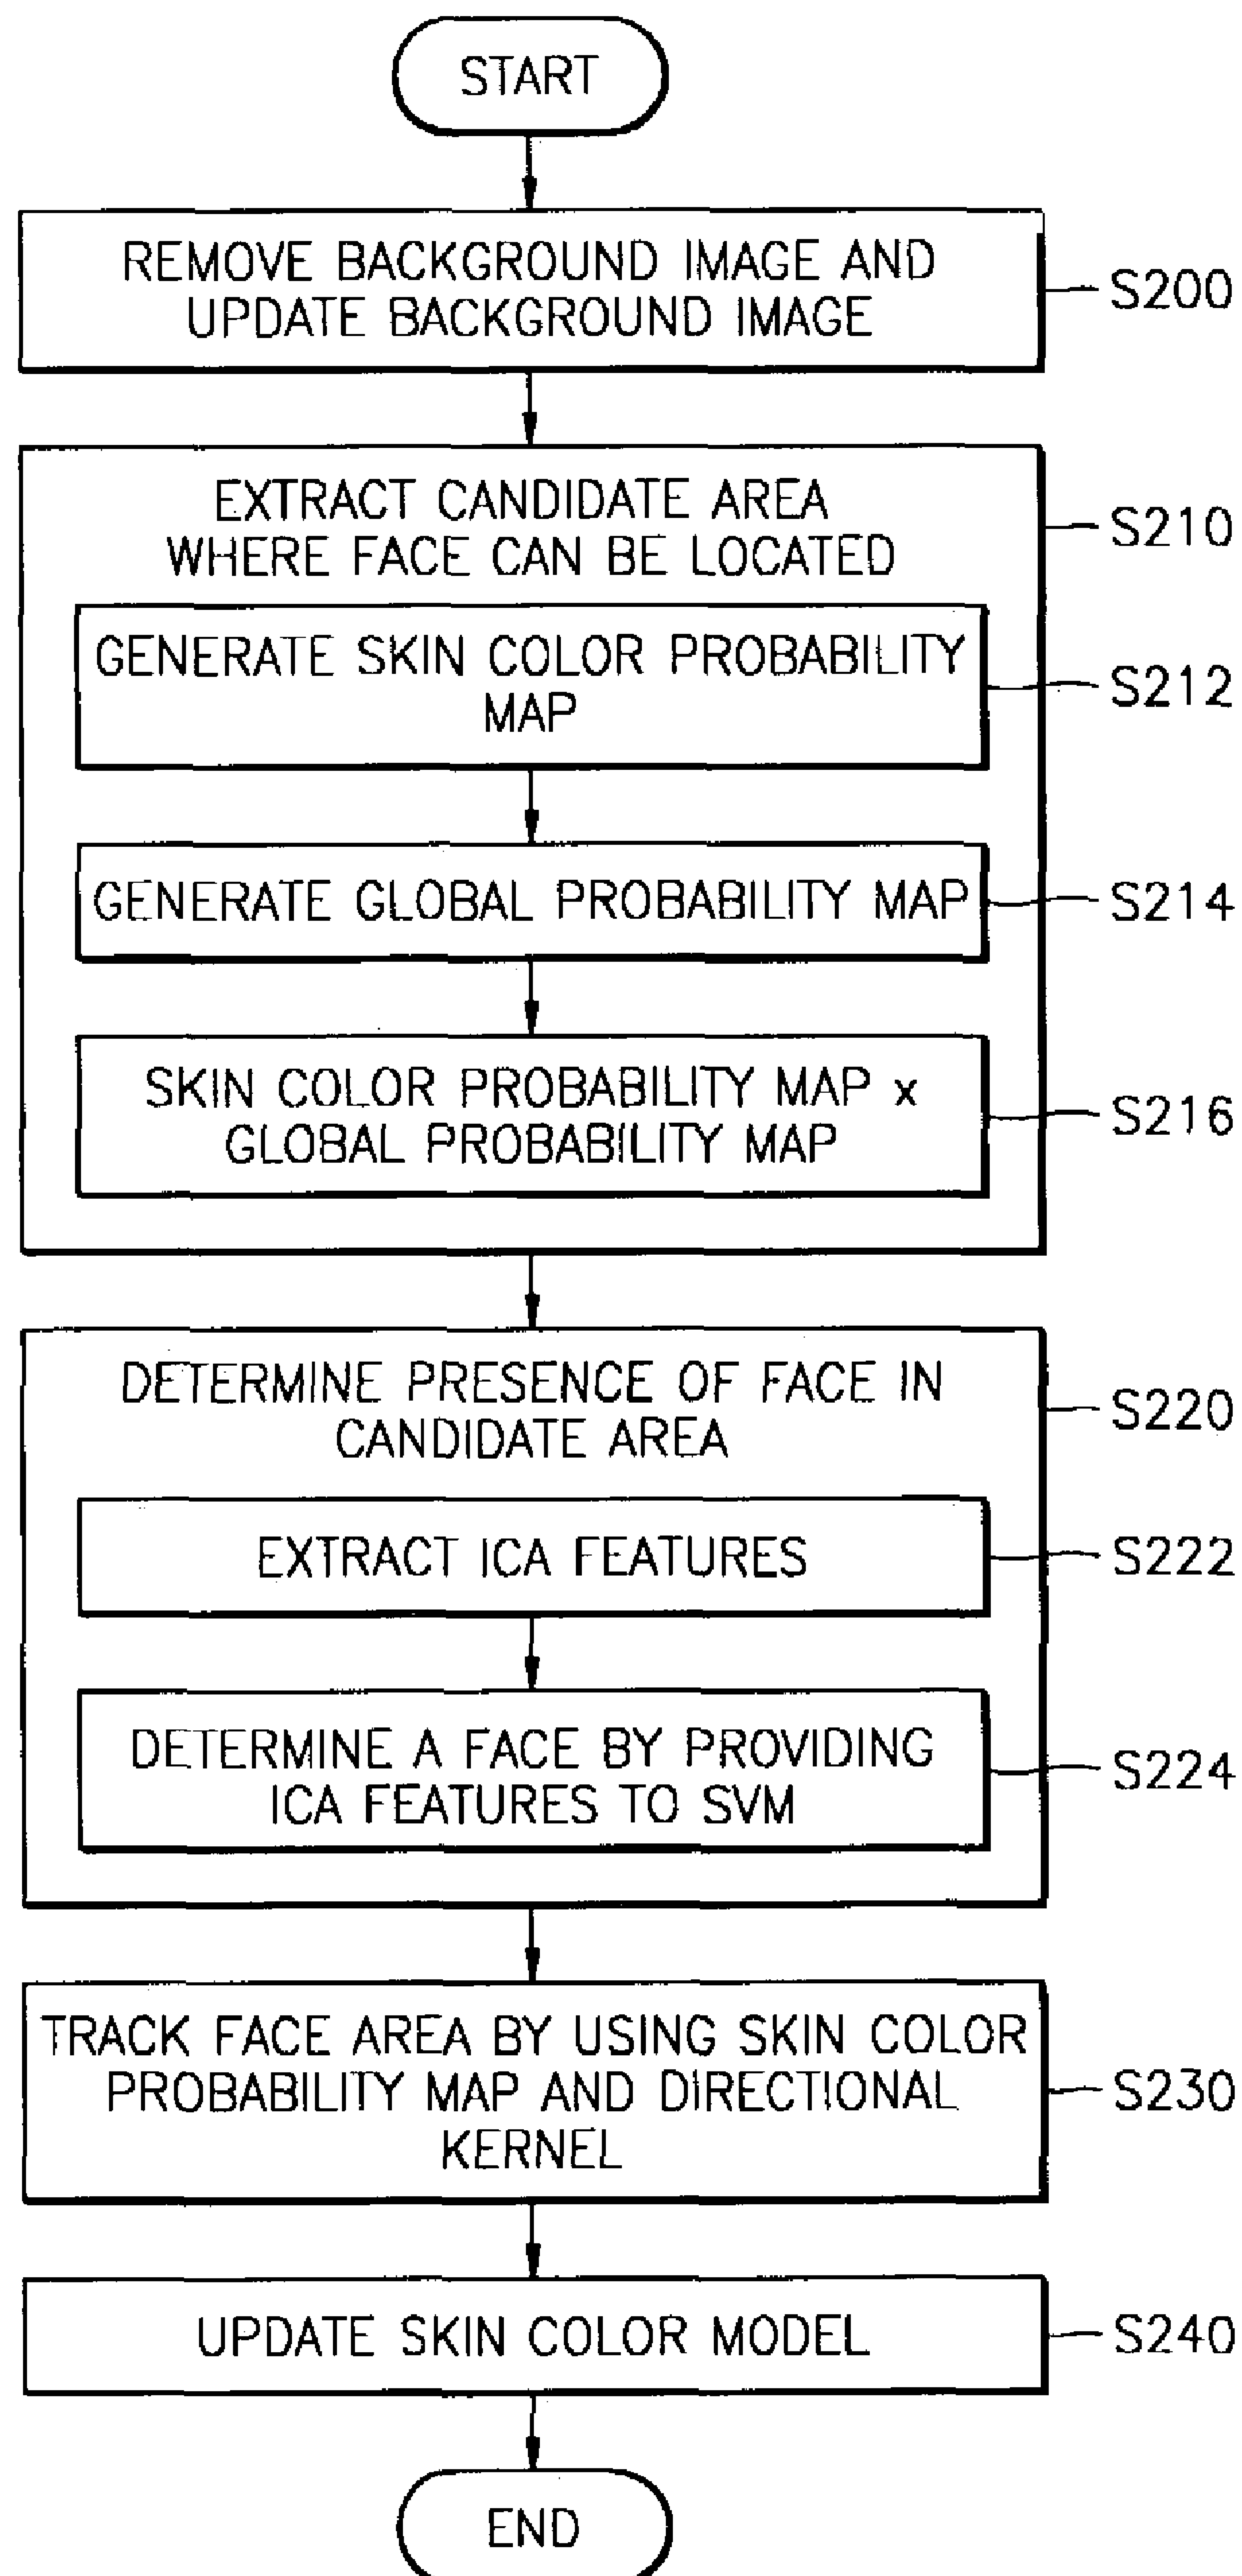 START
REMOVE BACKGROUND IMAGE AND
UPDATE BACKGROUND IMAGE
S200
EXTRACT CANDIDATE AREA
WHERE FACE CAN BE LOCATED
S210
GENERATE SKIN COLOR PROBABILITY
MAP
S212
GENERATE GLOBAL PROBABILITY MAP
S214
SKIN COLOR PROBABILITY MAP x
GLOBAL PROBABILITY MAP
S216
DETERMINE PRESENCE OF FACE IN
CANDIDATE AREA
S220
EXTRACT ICA FEATURES
S222
DETERMINE A FACE BY PROVIDING
ICA FEATURES TO SVM
S224
TRACK FACE AREA BY USING SKIN COLOR
PROBABILITY MAP AND DIRECTIONAL
KERNEL
S230
UPDATE SKIN COLOR MODEL
S240
END